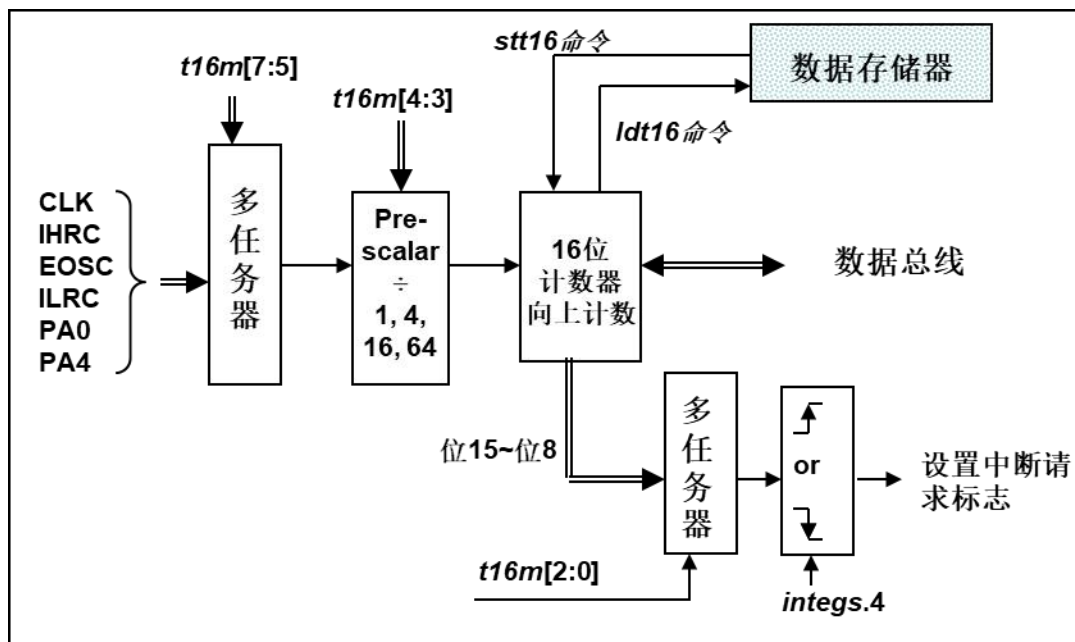 stt16命令
数据存储器
t16m[7:5]
t16m[4:3]
ldt16命令
CLK
IHRC
EOSC
ILRC
PA0
PA4
多
任
务
器
Pre-
scalar
÷
1, 4,
16, 64
16位
计数器
向上计数
数据总线
位15~位8
多
任
务
器
or
设置中断请
求标志
t16m[2:0]
integs.4